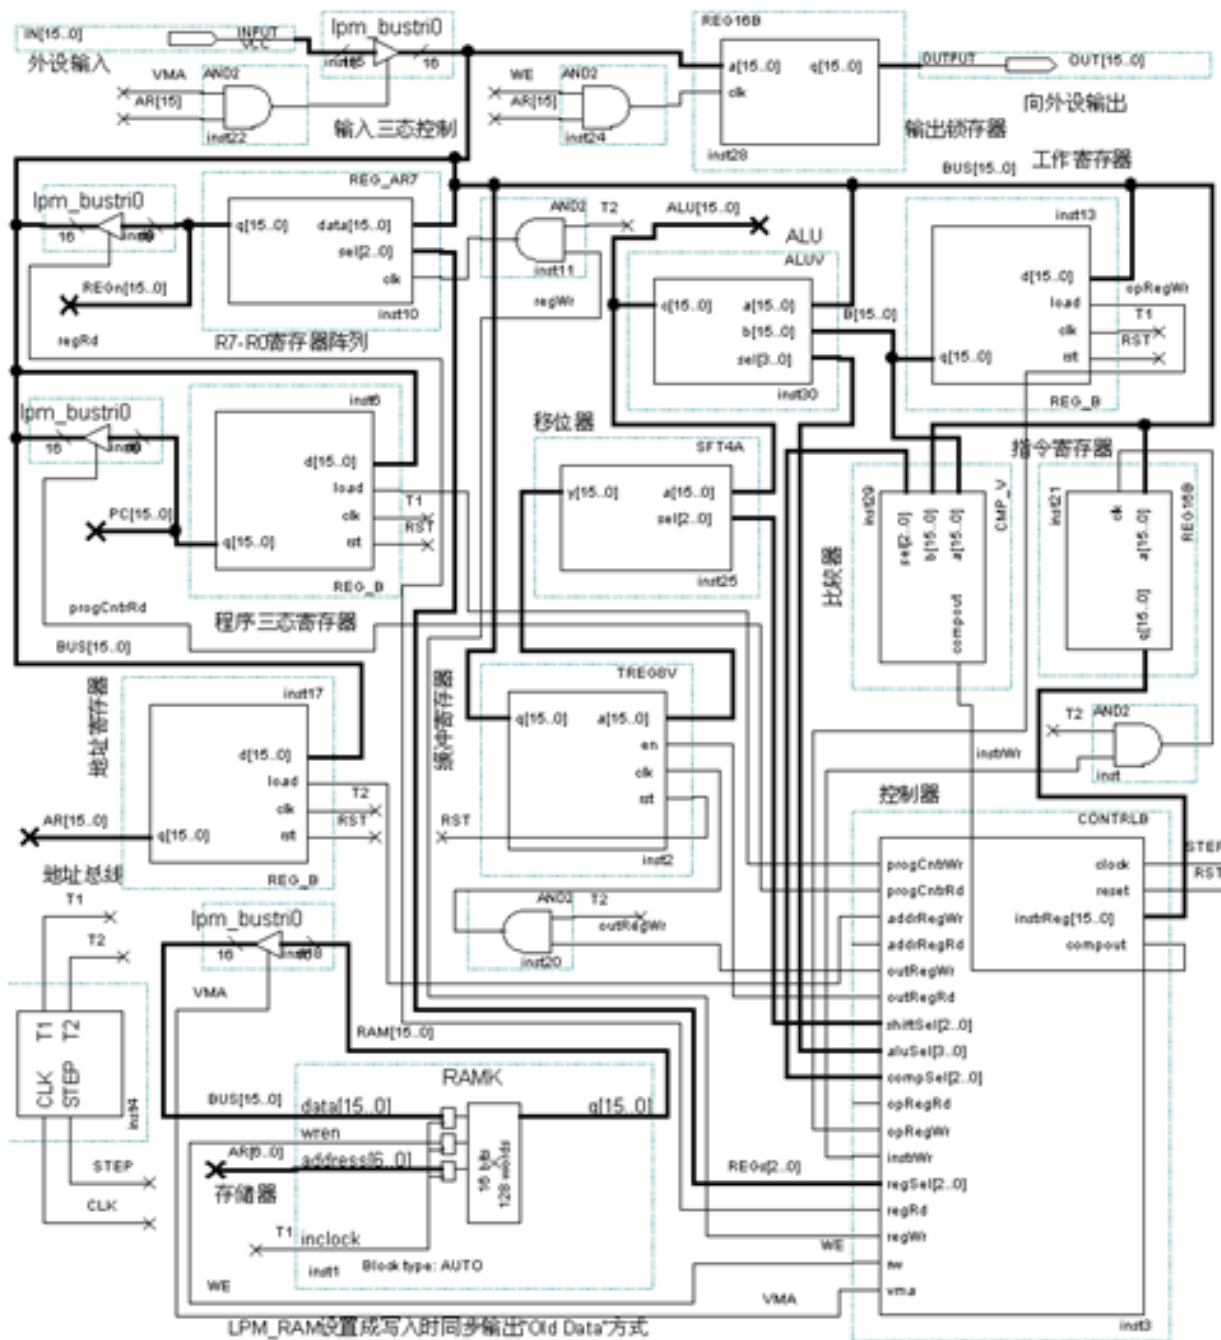 IN[15..0]
INPUT
VCC
外设输入
lpm_bustri0
16
VMA
AR[15]
AND2
inst22
输入三态控制
WE
AR[15]
AND2
inst24
REG16B
a[15..0]
q[15..0]
clk
inst28
输出锁存器
OUTPUT
OUT[15..0]
向外设输出
工作寄存器
BUS[15..0]
lpm_bustri0
16
REGn[15..0]
regRd
REG_AR7
q[15..0]
data[15..0]
sel[2..0]
clk
inst10
R7-R0寄存器阵列
AND2
T2
inst11
regWr
ALU[15..0]
ALU
ALUV
c[15..0]
a[15..0]
b[15..0]
sel[3..0]
inst30
B[15..0]
inst13
d[15..0]
load
clk
rst
q[15..0]
REG_B
opRegWr
T1
RST
lpm_bustri0
16
PC[15..0]
progCntrRd
BUS[15..0]
inst6
d[15..0]
load
clk
rst
q[15..0]
REG_B
T1
RST
程序三态寄存器
移位器
SFT4A
y[15..0]
a[15..0]
sel[2..0]
inst25
比较器
inst29
sel[2..0]
b[15..0]
a[15..0]
compout
CMP_V
指令寄存器
inst21
clk
a[15..0]
q[15..0]
REG16B
地址寄存器
inst17
d[15..0]
load
clk
rst
q[15..0]
REG_B
T2
RST
AR[15..0]
地址总线
缓冲寄存器
TREG8V
q[15..0]
a[15..0]
en
clk
rst
inst2
RST
T2
AND2
inst
instrWr
控制器
CONTRLB
progCntrWr
progCntrRd
addrRegWr
addrRegRd
outRegWr
outRegRd
shiftSel[2..0]
aluSel[3..0]
compSel[2..0]
opRegRd
opRegWr
instrWr
regSel[2..0]
regRd
regWr
rw
vma
clock
reset
instrReg[15..0]
compout
inst3
STEP
RST
AND2
T2
outRegWr
inst20
T1
T2
T1
T2
CLK
STEP
inst4
STEP
CLK
lpm_bustri0
16
VMA
RAM[15..0]
RAMK
BUS[15..0]
data[15..0]
q[15..0]
wren
AR[6..0]
address[6..0]
存储器
16 bits
128 words
T1
inclock
inst1
Block type: AUTO
WE
REGs[2..0]
WE
VMA
LPM_RAM设置成写入时同步输出"Old Data"方式